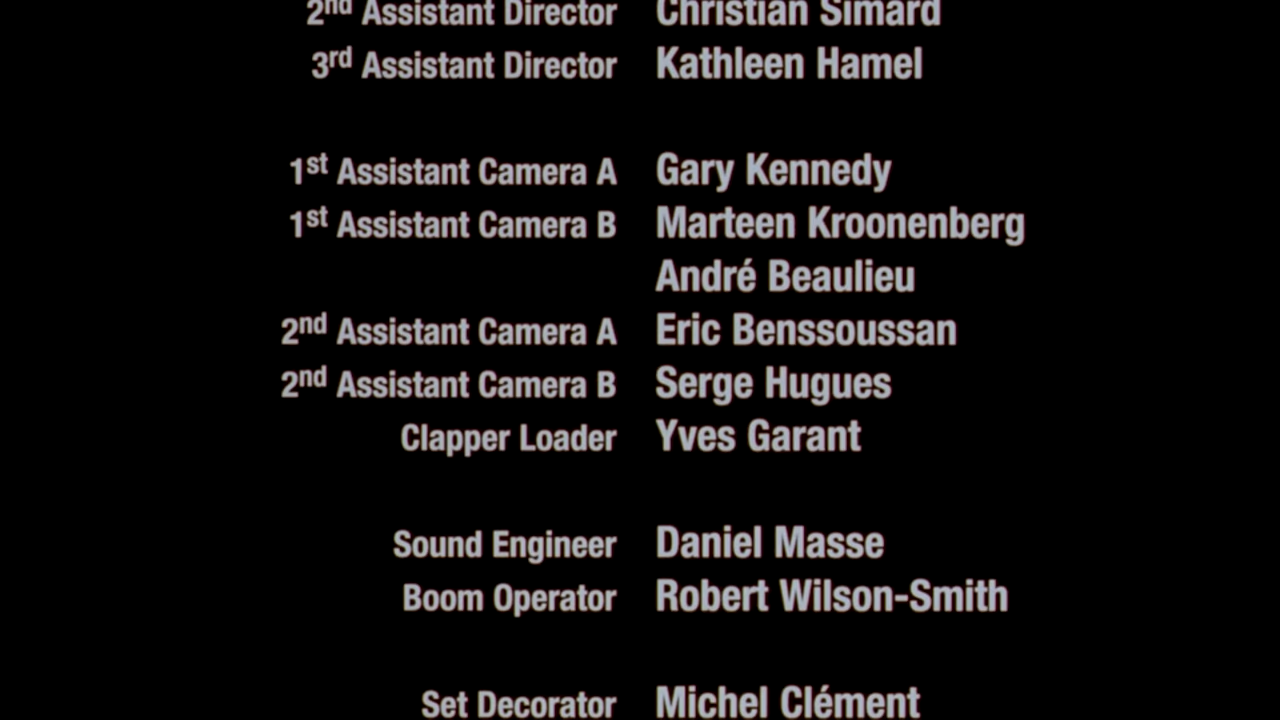 2nd Assistant Director Christian Simard
3rd Assistant Director Kathleen Hamel
1st Assistant Camera A Gary Kennedy
1st Assistant Camera B Marteen Kroonenberg
André Beaulieu
2nd Assistant Camera A Eric Benssoussan
2nd Assistant Camera B Serge Hugues
Clapper Loader Yves Garant
Sound Engineer Daniel Masse
Boom Operator Robert Wilson-Smith
Set Decorator Michel Clément